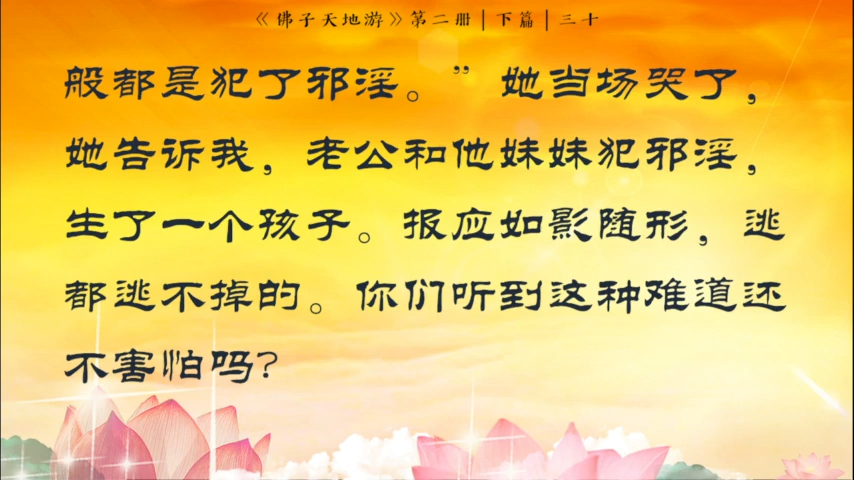 《佛子天地游》第二册|下篇|三十
般都是犯了邪淫。”她当场哭了，
她告诉我，老公和他妹妹犯邪淫，
生了一个孩子。报应如影随形，逃
都逃不掉的。你们听到这种难道还
不害怕吗？